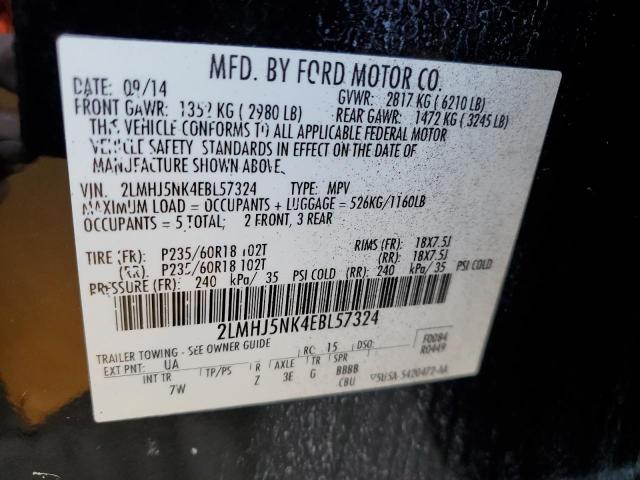 MFD. BY FORD MOTOR CO.
DATE: 09/14 GVWR: 2817 KG ( 6210 LB)
FRONT GAWR: 1352 KG ( 2980 LB) REAR GAWR: 1472 KG ( 3245 LB)
THIS VEHICLE CONFORMS TO ALL APPLICABLE FEDERAL MOTOR
VEHICLE SAFETY STANDARDS IN EFFECT ON THE DATE OF
MANUFACTURE SHOWN ABOVE.
VIN: 2LMHJ5NK4EBL57324 TYPE: MPV
MAXIMUM LOAD = OCCUPANTS + LUGGAGE = 526KG/1160LB
OCCUPANTS = 5 TOTAL; 2 FRONT, 3 REAR
TIRE (FR): P235/60R18 102T RIMS (FR): 18X7.5J
(RR): P235/60R18 102T (RR): 18X7.5J
PRESSURE (FR): 240 kPa/ 35 PSI COLD (RR): 240 kPa/ 35 PSI COLD
2LMHJ5NK4EBL57324
TRAILER TOWING - SEE OWNER GUIDE F0084
RC: 15 DSO: R0449
EXT PNT: UA
INT TR TP/PS R AXLE TR SPR
7W Z 3E G BBBB
CBU